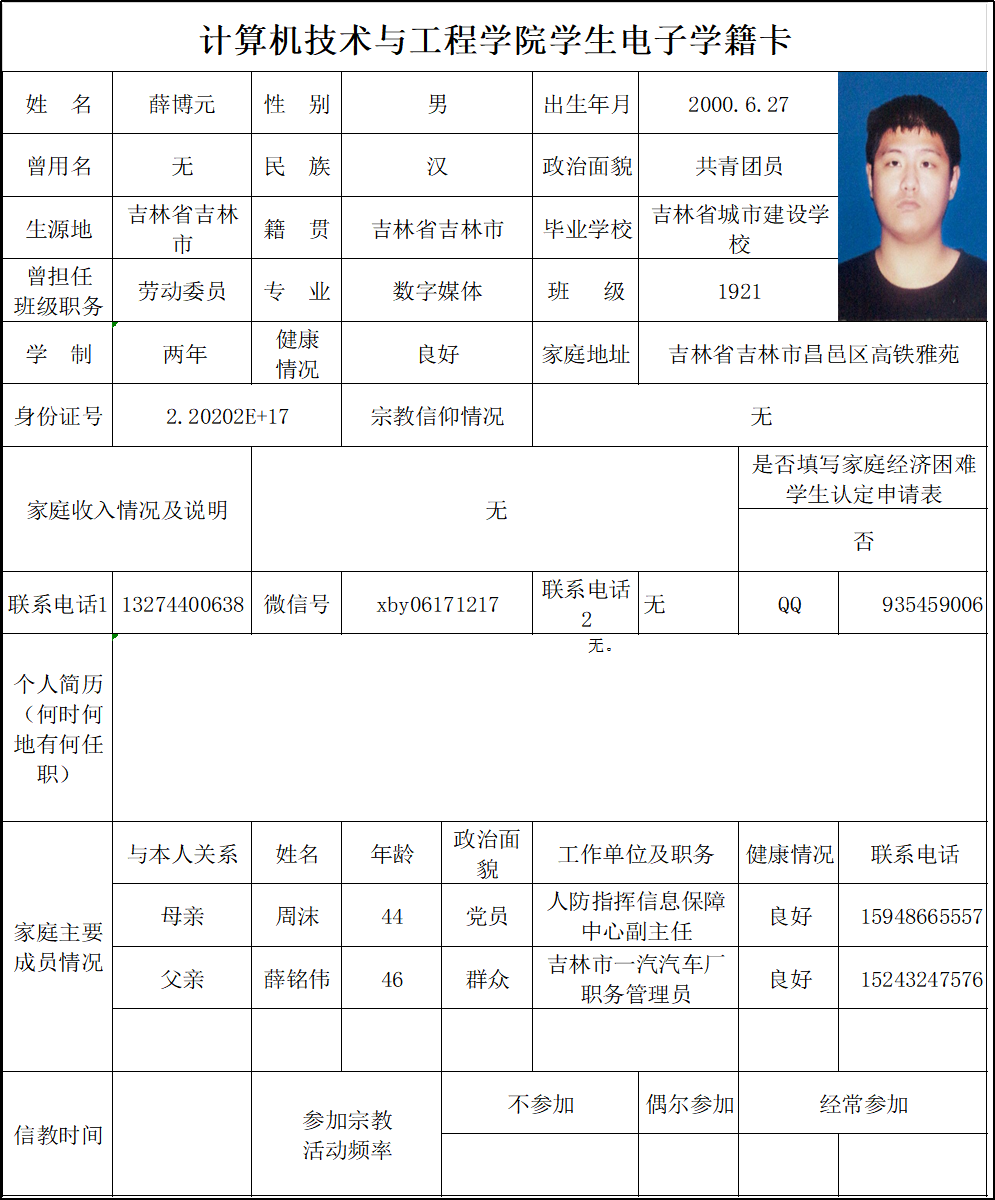 计算机技术与工程学院学生电子学籍卡
姓 名 薛博元 性 别 男 出生年月 2000.6.27
曾用名 无 民 族 汉 政治面貌 共青团员
生源地 吉林省吉林市 籍 贯 吉林省吉林市 毕业学校 吉林省城市建设学校
曾担任班级职务 劳动委员 专 业 数字媒体 班 级 1921
学 制 两年 健康情况 良好 家庭地址 吉林省吉林市昌邑区高铁雅苑
身份证号 2.20202E+17 宗教信仰情况 无
家庭收入情况及说明 无 是否填写家庭经济困难学生认定申请表
否
联系电话1 13274400638 微信号 xby06171217 联系电话2 无 QQ 935459006
个人简历（何时何地有何任职） 无。
家庭主要成员情况 与本人关系 姓名 年龄 政治面貌 工作单位及职务 健康情况 联系电话
母亲 周沫 44 党员 人防指挥信息保障中心副主任 良好 15948665557
父亲 薛铭伟 46 群众 吉林市一汽汽车厂职务管理员 良好 15243247576
信教时间 参加宗教活动频率 不参加 偶尔参加 经常参加